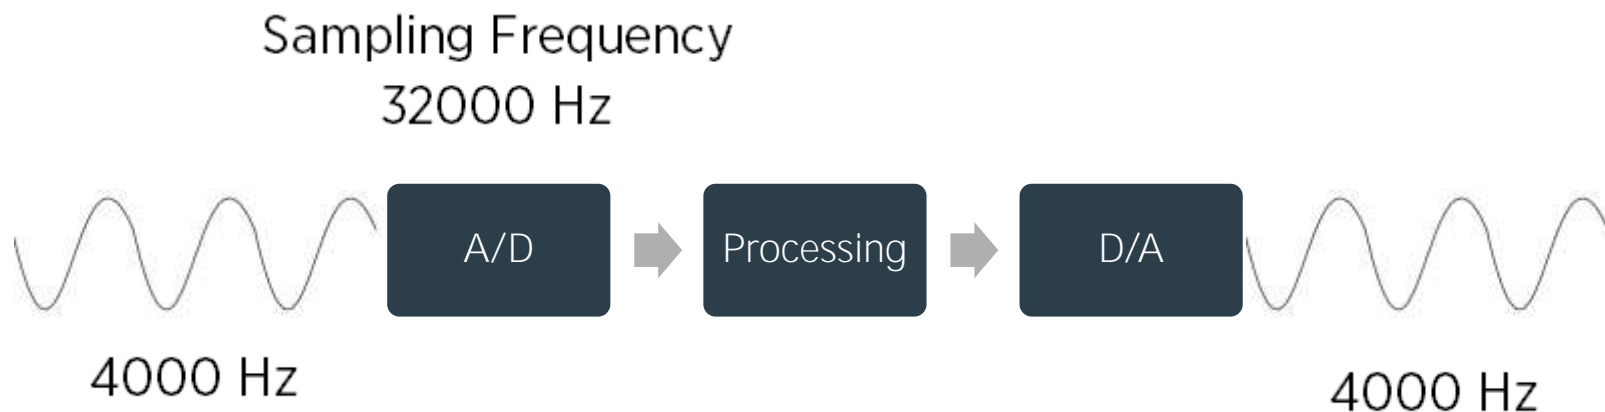 Sampling Frequency
32000 Hz
A/D
Processing
D/A
4000 Hz
4000 Hz